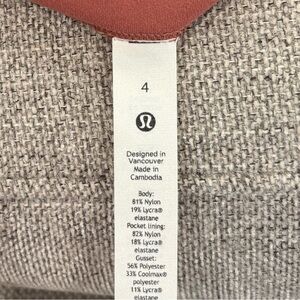 4
Designed in
Vancouver
Made in
Cambodia
Body:
81% Nylon
19% Lycra®
elastane
Pocket lining:
82% Nylon
18% Lycra®
elastane
Gusset:
56% Polyester
33% Coolmax®
polyester
11% Lycra®
elastane